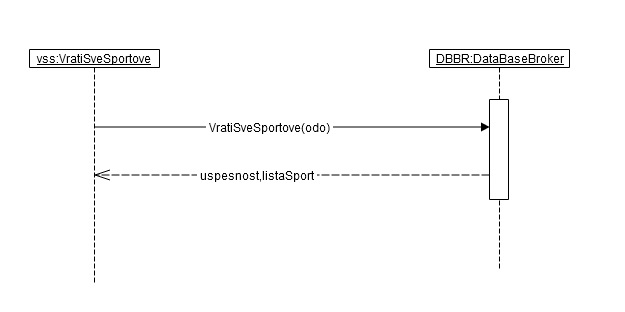 vss:VratiSveSportove
DBBR:DataBaseBroker
VratiSveSportove(odo)
uspesnost,listaSport